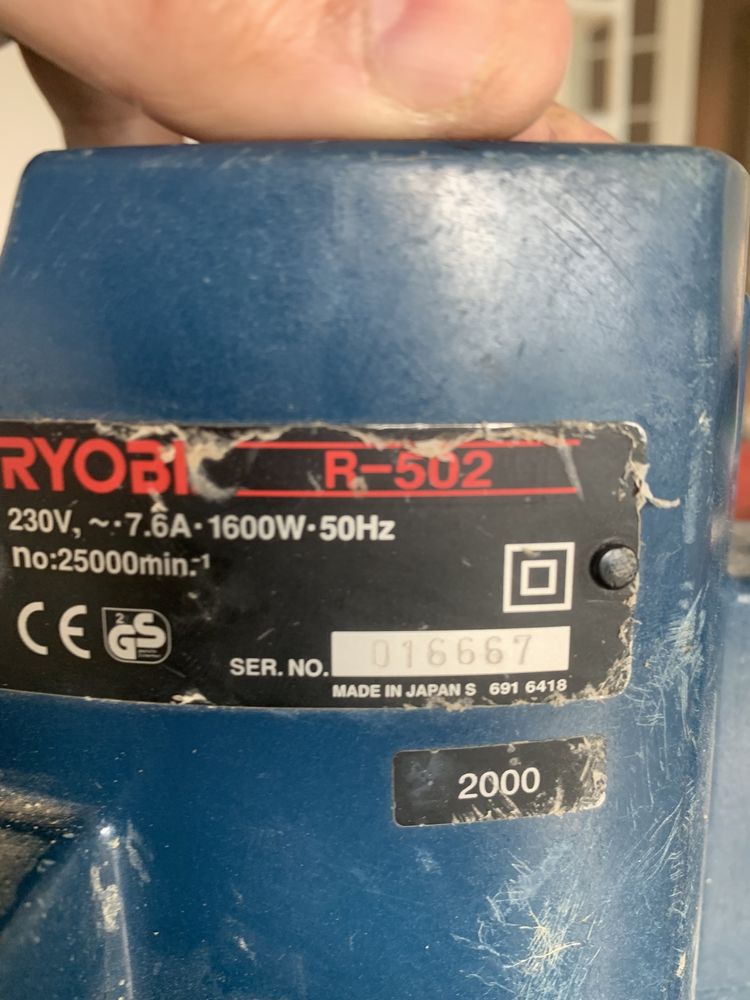 RYOBI R-502
230V, ~·7.6A·1600W·50Hz
no:25000min.-1
CE 2 GS
SER. NO. 016667
MADE IN JAPAN S 691 6418
2000